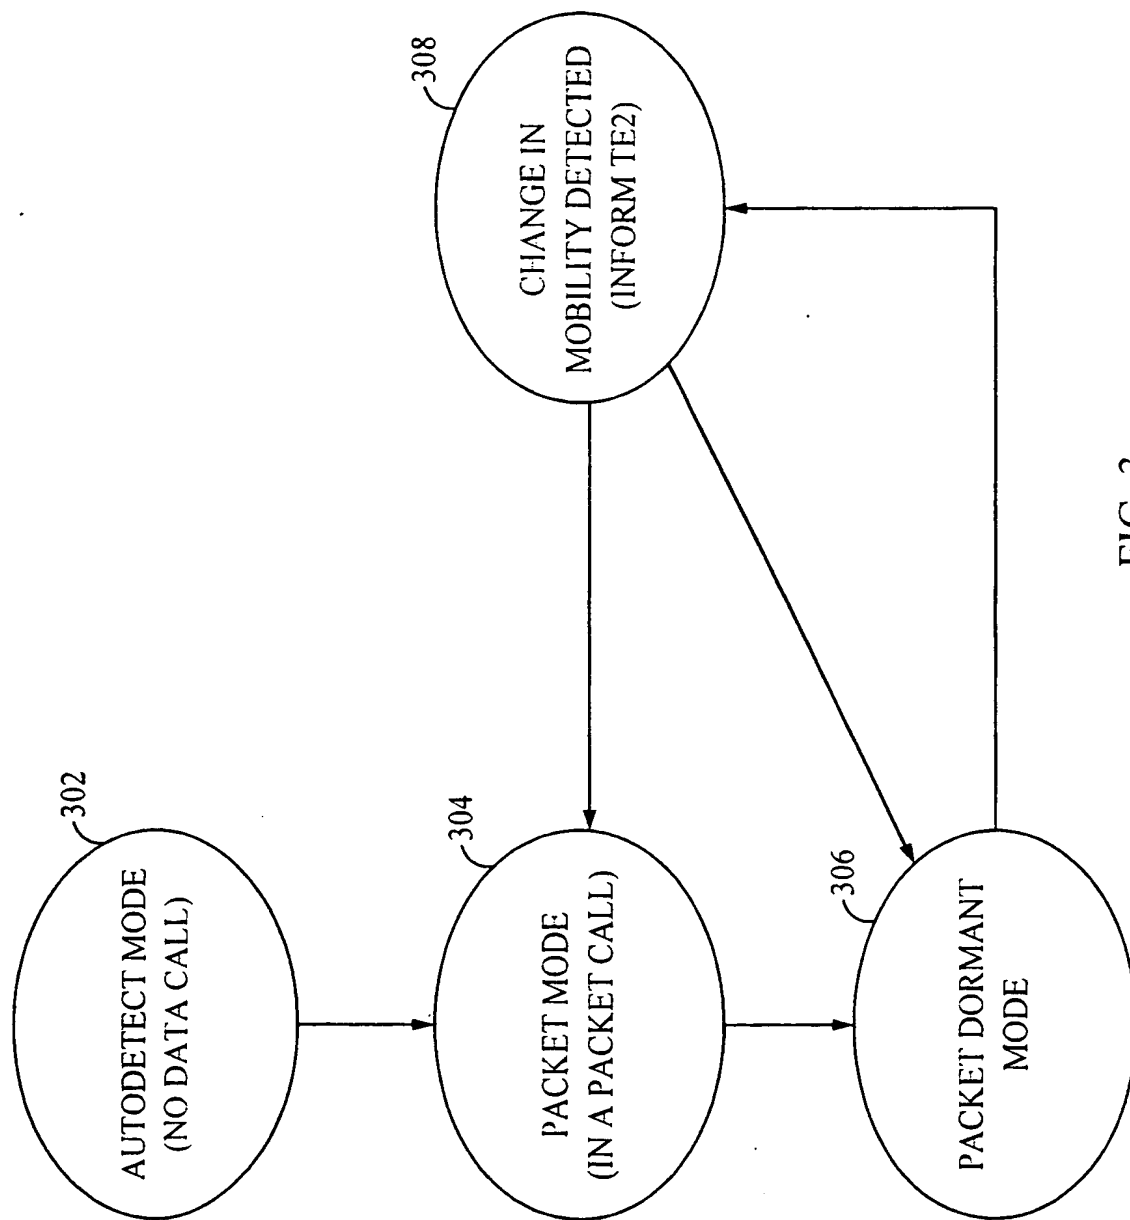 302
AUTODETECT MODE
(NO DATA CALL)
304
PACKET MODE
(IN A PACKET CALL)
308
CHANGE IN
MOBILITY DETECTED
(INFORM TE2)
306
PACKET DORMANT
MODE
FIG.